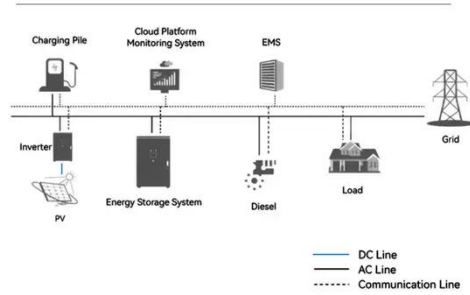 Charging Pile
Cloud Platform
Monitoring System
EMS
Grid
Inverter
PV
Energy Storage System
Diesel
Load
DC Line
AC Line
Communication Line